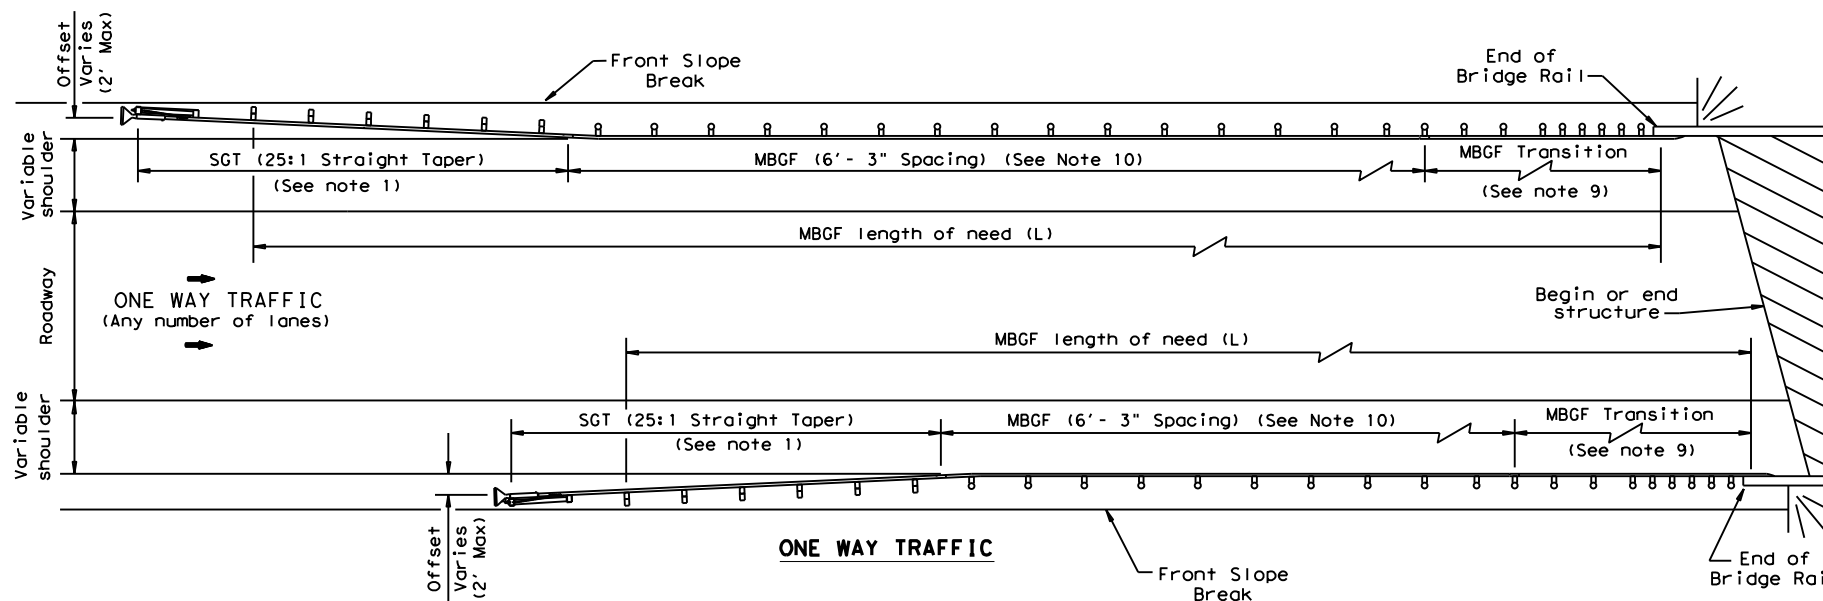 Offset
Varies
(2' Max)
Front Slope
Break
End of
Bridge Rail
Variable
shoulder
SGT (25:1 Straight Taper)
(See note 1)
MBGF (6'- 3" Spacing) (See Note 10)
MBGF Transition
(See note 9)
MBGF length of need (L)
Roadway
ONE WAY TRAFFIC
(Any number of lanes)
Begin or end
structure
MBGF length of need (L)
Variable
shoulder
SGT (25:1 Straight Taper)
(See note 1)
MBGF (6'- 3" Spacing) (See Note 10)
MBGF Transition
(See note 9)
Offset
Varies
(2' Max)
ONE WAY TRAFFIC
Front Slope
Break
End of
Bridge Rai